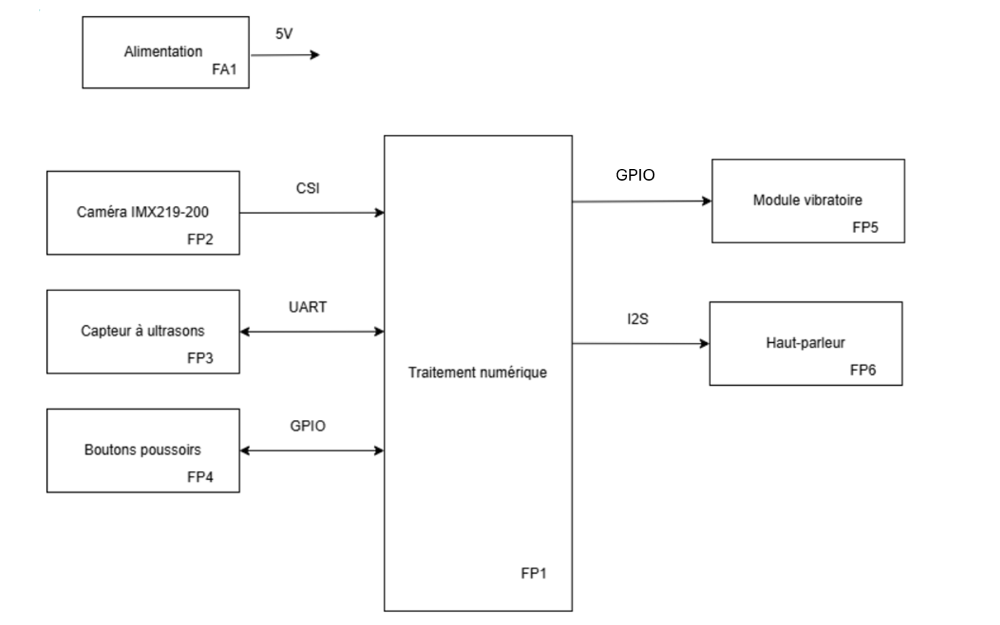 5V
Alimentation
FA1
GPIO
CSI
Module vibratoire
Caméra IMX219-200
FP5
FP2
UART
I2S
Capteur à ultrasons
Haut-parleur
FP3
FP6
Traitement numérique
GPIO
Boutons poussoirs
FP4
FP1